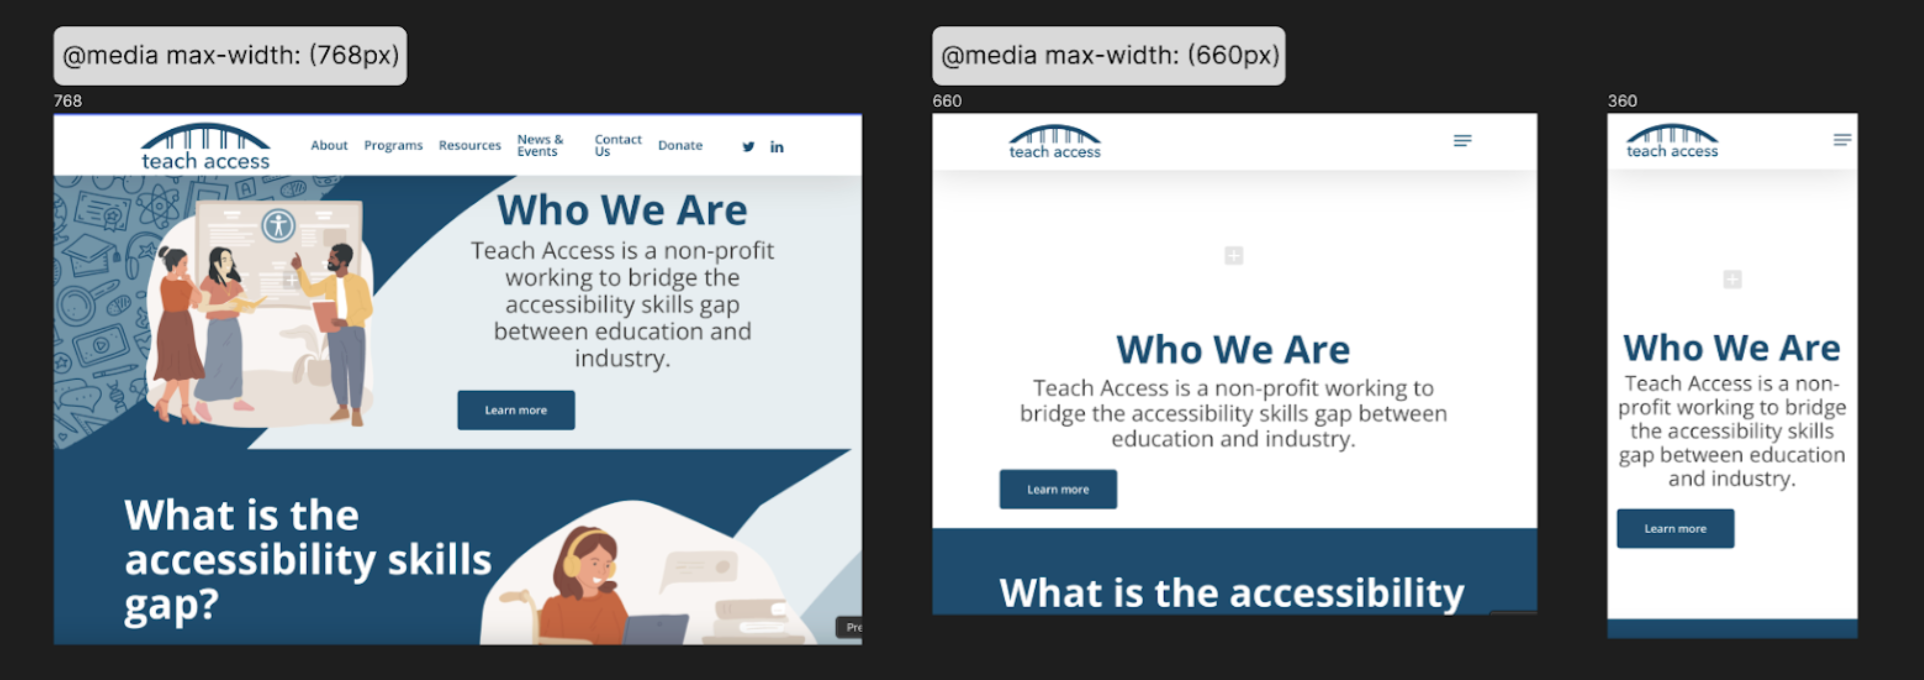 @media max-width: (768px)
768
teach access
About
Programs
Resources
News &
Events
Contact
Us
Donate
Who We Are
Teach Access is a non-profit
working to bridge the
accessibility skills gap
between education and
industry.
Learn more
What is the
accessibility skills
gap?
Pre
@media max-width: (660px)
660
teach access
Who We Are
Teach Access is a non-profit working to
bridge the accessibility skills gap between
education and industry.
Learn more
What is the accessibility
360
teach access
Who We Are
Teach Access is a non-
profit working to bridge
the accessibility skills
gap between education
and industry.
Learn more